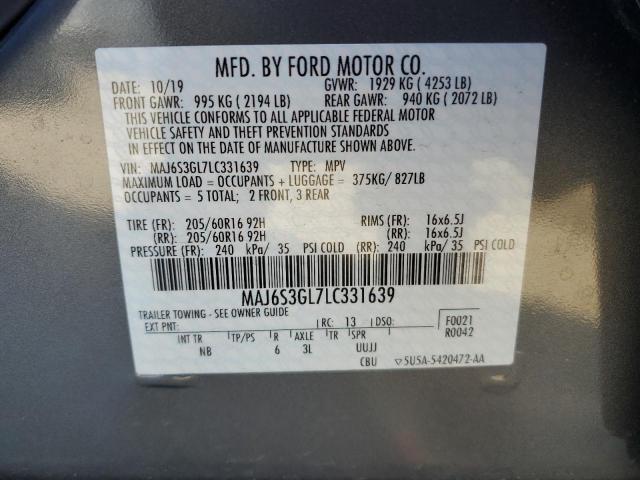 MFD. BY FORD MOTOR CO.
DATE: 10/19 GVWR: 1929 KG ( 4253 LB)
FRONT GAWR: 995 KG ( 2194 LB) REAR GAWR: 940 KG ( 2072 LB)
THIS VEHICLE CONFORMS TO ALL APPLICABLE FEDERAL MOTOR
VEHICLE SAFETY AND THEFT PREVENTION STANDARDS
IN EFFECT ON THE DATE OF MANUFACTURE SHOWN ABOVE.
VIN: MAJ6S3GL7LC331639 TYPE: MPV
MAXIMUM LOAD = OCCUPANTS + LUGGAGE = 375KG/ 827LB
OCCUPANTS = 5 TOTAL; 2 FRONT, 3 REAR
TIRE (FR): 205/60R16 92H RIMS (FR): 16x6.5J
(RR): 205/60R16 92H (RR): 16x6.5J
PRESSURE (FR): 240 kPa/ 35 PSI COLD (RR): 240 kPa/ 35 PSI COLD
MAJ6S3GL7LC331639
TRAILER TOWING - SEE OWNER GUIDE
EXT PNT: RC: 13 DSO: F0021
R0042
INT TR TP/PS R AXLE TR SPR
NB 6 3L UUJJ
CBU ▽5U5A-5420472-AA